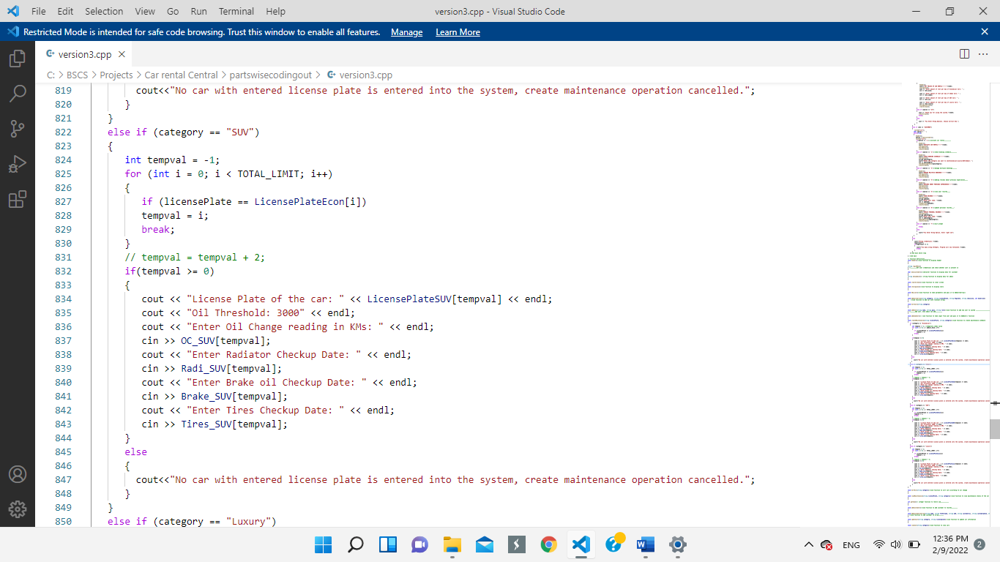 File Edit Selection View Go Run Terminal Help version3.cpp - Visual Studio Code
Restricted Mode is intended for safe code browsing. Trust this window to enable all features. Manage Learn More
version3.cpp
C: > BSCS > Projects > Car rental Central > partswisecodingout > version3.cpp
819 cout<<"No car with entered license plate is entered into the system, create maintenance operation cancelled.";
820 }
821 }
822 else if (category == "SUV")
823 {
824 int tempval = -1;
825 for (int i = 0; i < TOTAL_LIMIT; i++)
826 {
827 if (licensePlate == LicensePlateEcon[i])
828 tempval = i;
829 break;
830 }
831 // tempval = tempval + 2;
832 if(tempval >= 0)
833 {
834 cout << "License Plate of the car: " << LicensePlateSUV[tempval] << endl;
835 cout << "Oil Threshold: 3000" << endl;
836 cout << "Enter Oil Change reading in KMs: " << endl;
837 cin >> OC_SUV[tempval];
838 cout << "Enter Radiator Checkup Date: " << endl;
839 cin >> Radi_SUV[tempval];
840 cout << "Enter Brake oil Checkup Date: " << endl;
841 cin >> Brake_SUV[tempval];
842 cout << "Enter Tires Checkup Date:  " << endl;
843 cin >> Tires_SUV[tempval];
844 }
845 else
846 {
847 cout<<"No car with entered license plate is entered into the system, create maintenance operation cancelled.";
848 }
849 }
850 else if (category == "Luxury")
ENG 12:36 PM
2/9/2022 2